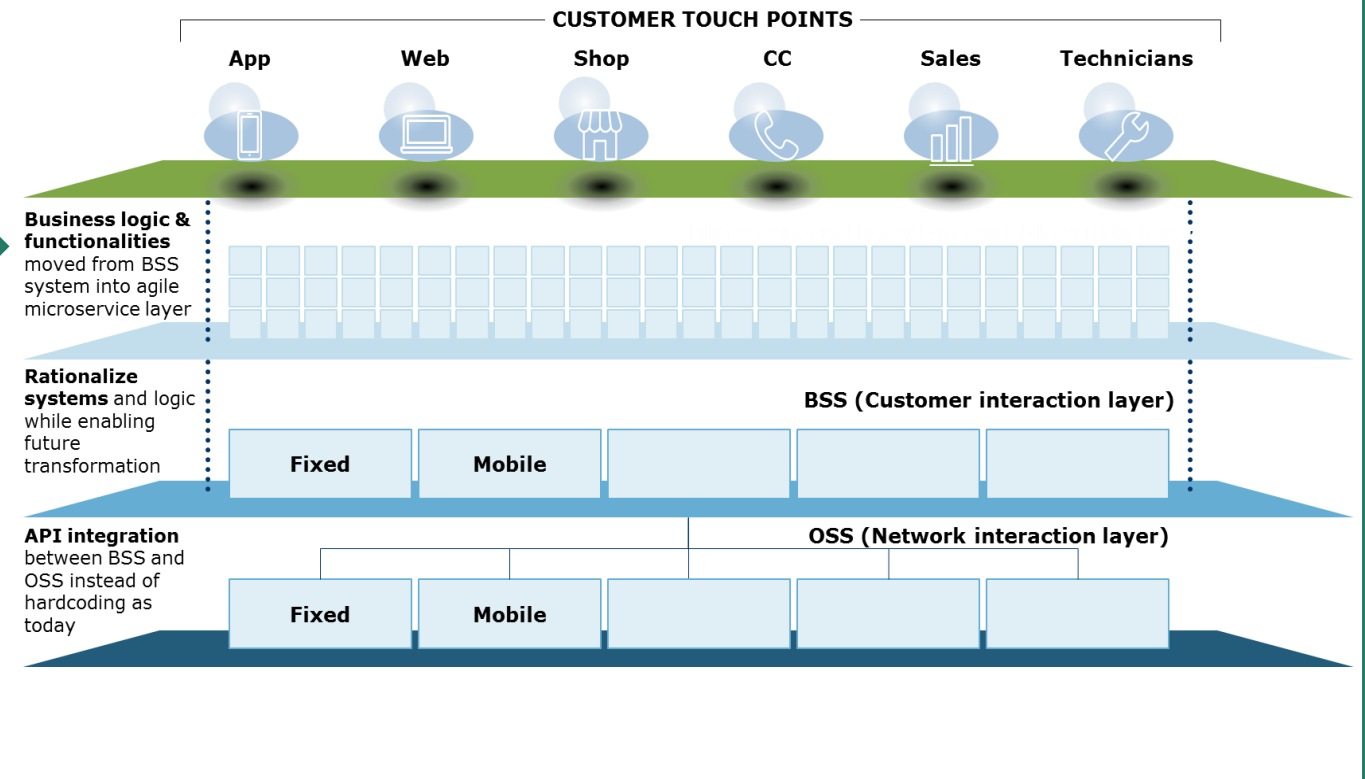 CUSTOMER TOUCH POINTS
App
Web
Shop
CC
Sales
Technicians
Business logic &
functionalities
moved from BSS
system into agile
microservice layer
Rationalize
systems and logic
while enabling
future
transformation
BSS (Customer interaction layer)
Fixed
Mobile
API integration
between BSS and
OSS instead of
hardcoding as
today
OSS (Network interaction layer)
Fixed
Mobile